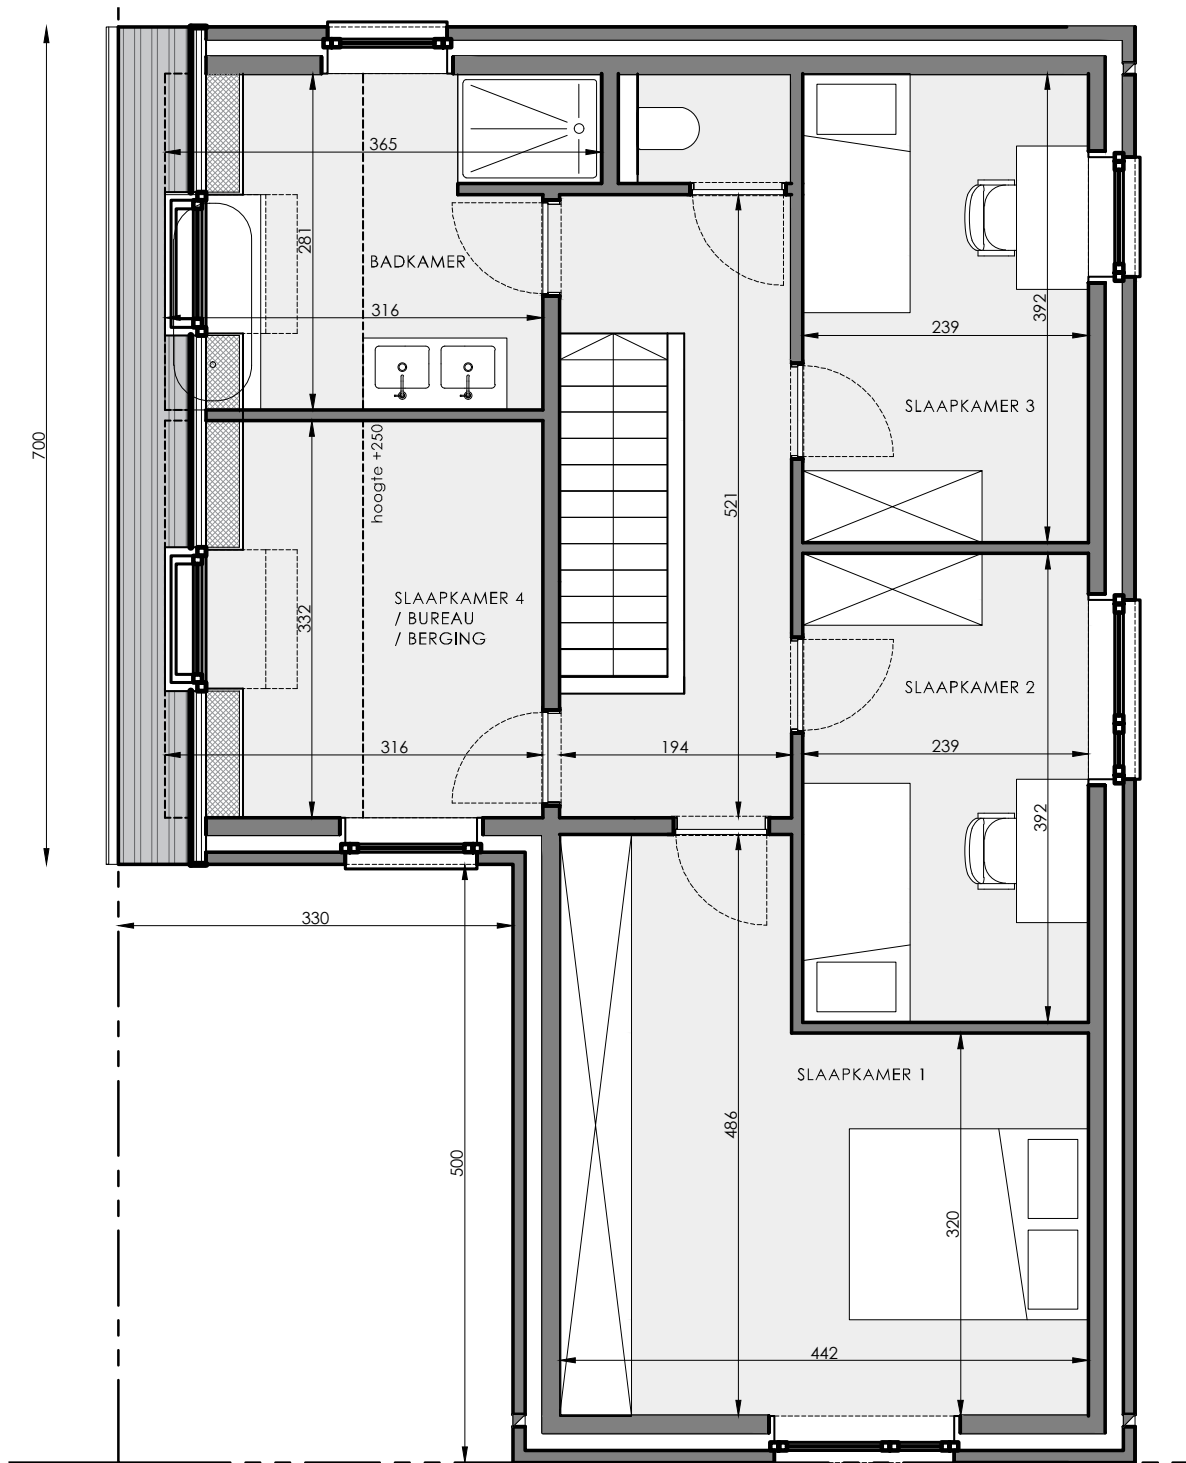 365
281
BADKAMER
316
392
239
SLAAPKAMER 3
700
hoogte +250
521
SLAAPKAMER 4
/ BUREAU
/ BERGING
332
SLAAPKAMER 2
316
194
239
392
330
SLAAPKAMER 1
486
500
320
442